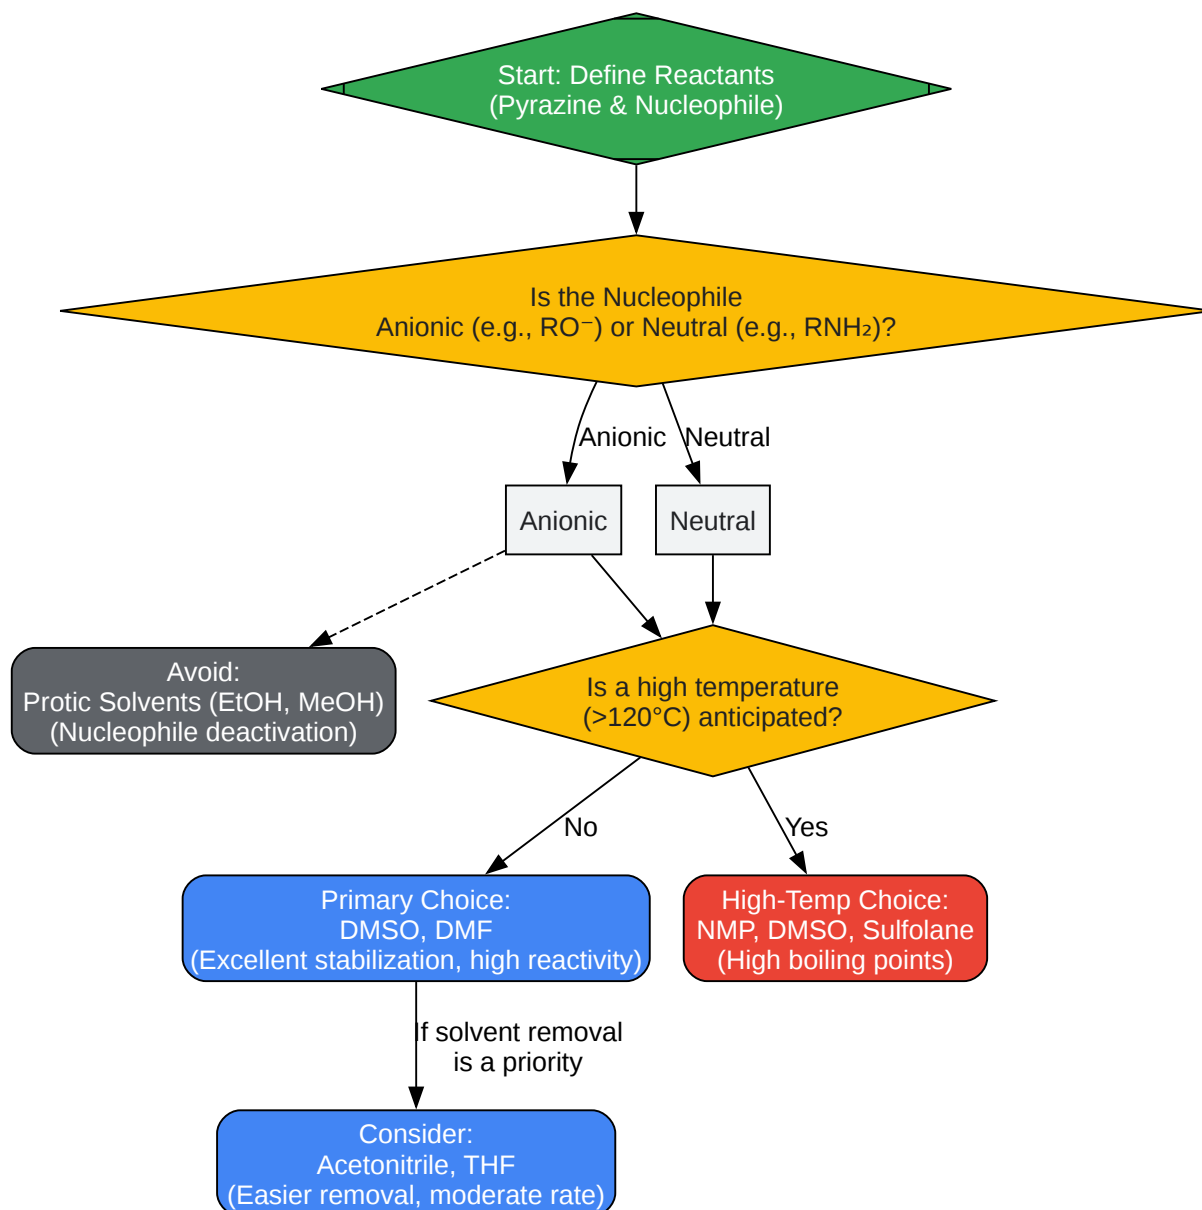 Start: Define Reactants
(Pyrazine & Nucleophile)
Is the Nucleophile
Anionic (e.g., RO⁻) or Neutral (e.g., RNH₂)?
Anionic
Neutral
Anionic
Neutral
Avoid:
Protic Solvents (EtOH, MeOH)
(Nucleophile deactivation)
Is a high temperature
(>120°C) anticipated?
No
Yes
Primary Choice:
DMSO, DMF
(Excellent stabilization, high reactivity)
High-Temp Choice:
NMP, DMSO, Sulfolane
(High boiling points)
If solvent removal
is a priority
Consider:
Acetonitrile, THF
(Easier removal, moderate rate)